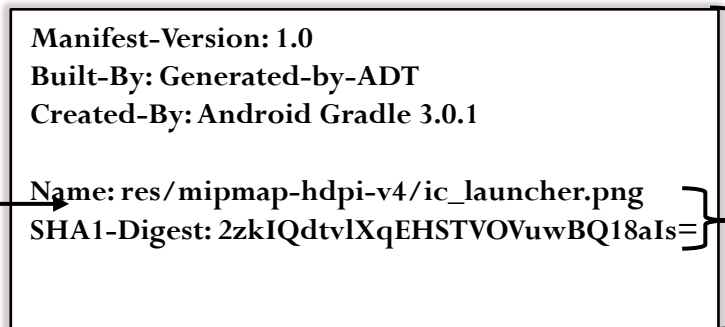 Manifest-Version: 1.0
Built-By: Generated-by-ADT
Created-By: Android Gradle 3.0.1
Name: res/mipmap-hdpi-v4/ic_launcher.png
SHA1-Digest: 2zkIQdtvlXqEHSTVOVuwBQ18aIs=